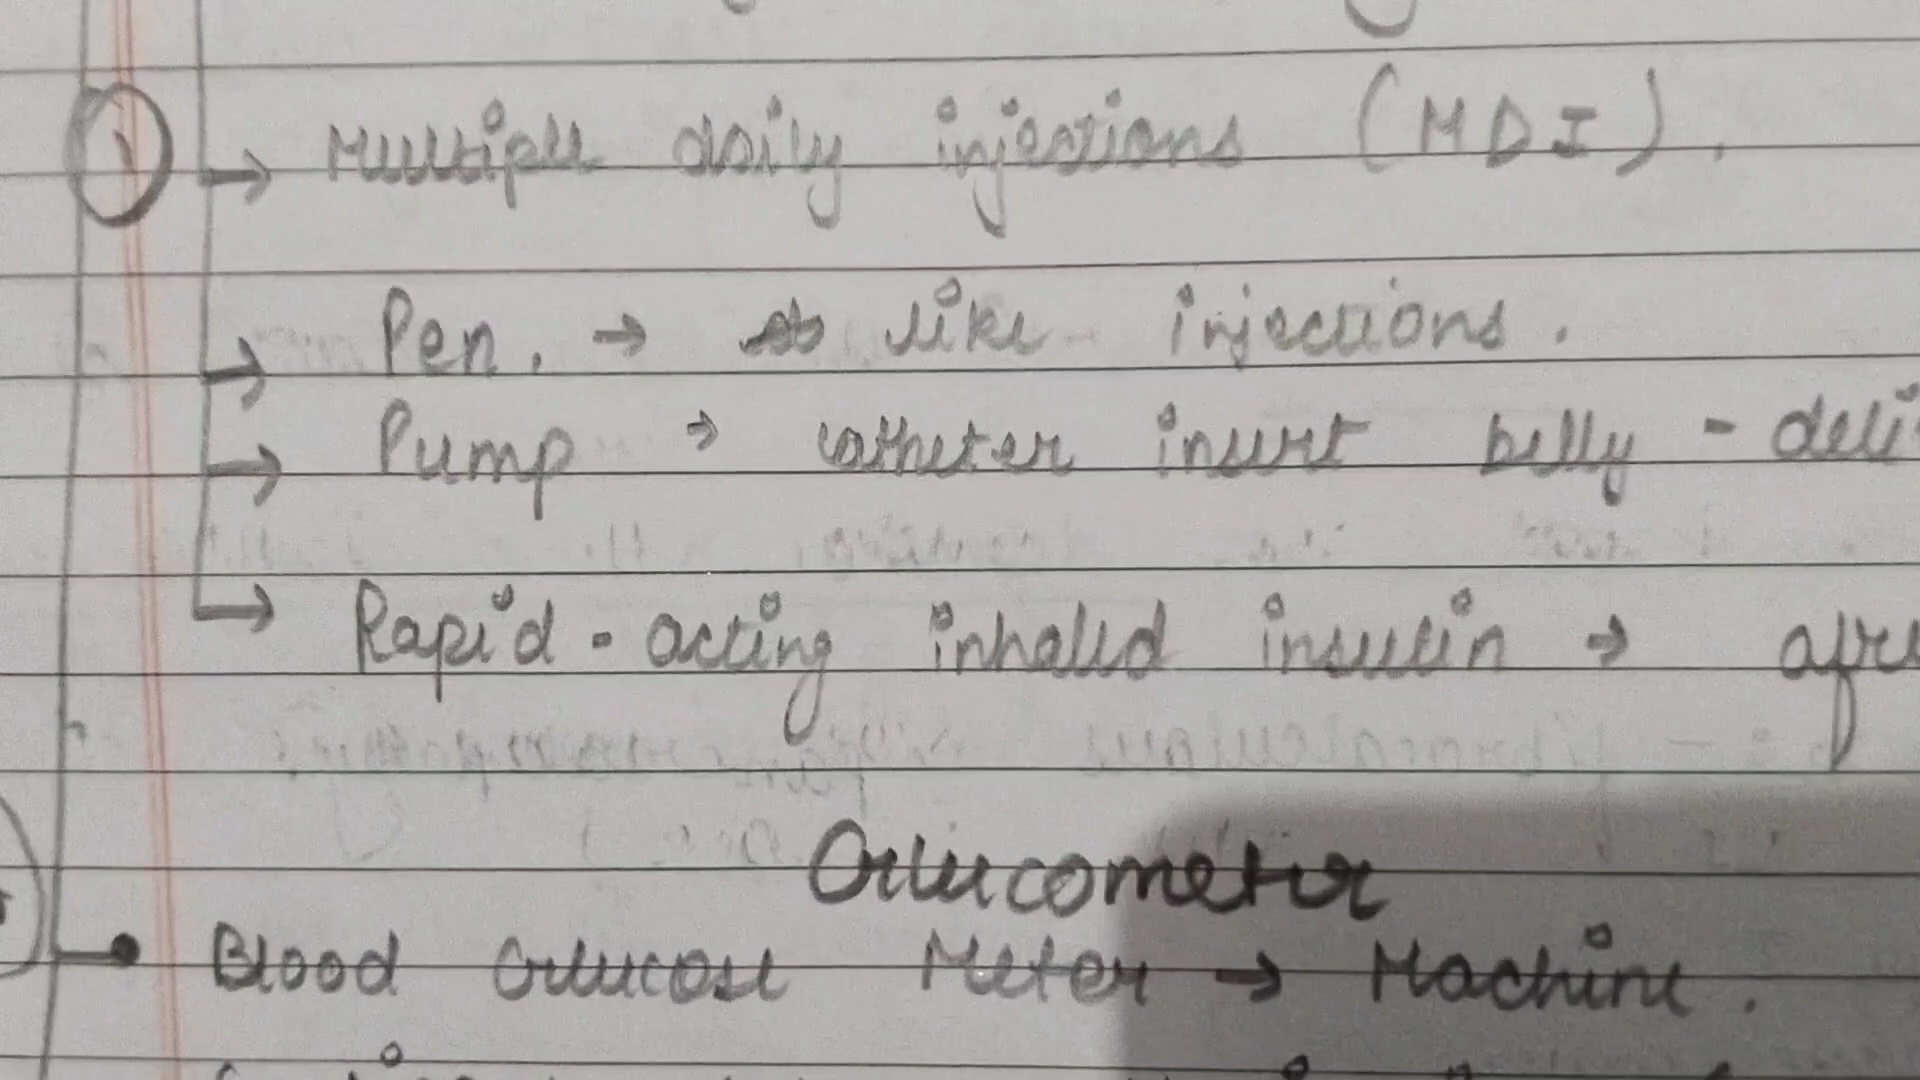 1 → Multiple daily injections (MDI).
→ Pen. → like injections.
→ Pump → catheter insert belly - deli
→ Rapid-acting inhaled insulin →
Glucometer
• Blood Glucose Meter → Machine.